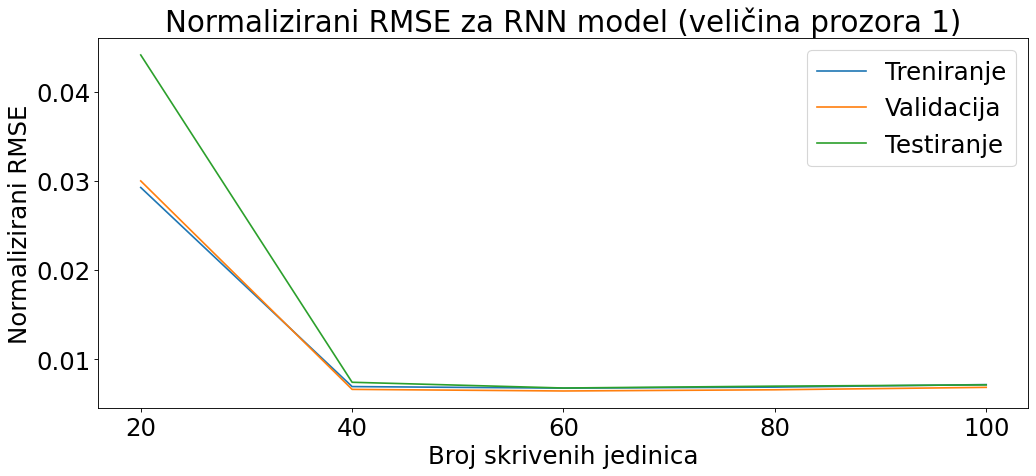 Normalizirani RMSE za RNN model (veličina prozora 1)
Treniranje
Validacija
Testiranje
Normalizirani RMSE
0.04
0.03
0.02
0.01
20 40 60 80 100
Broj skrivenih jedinica